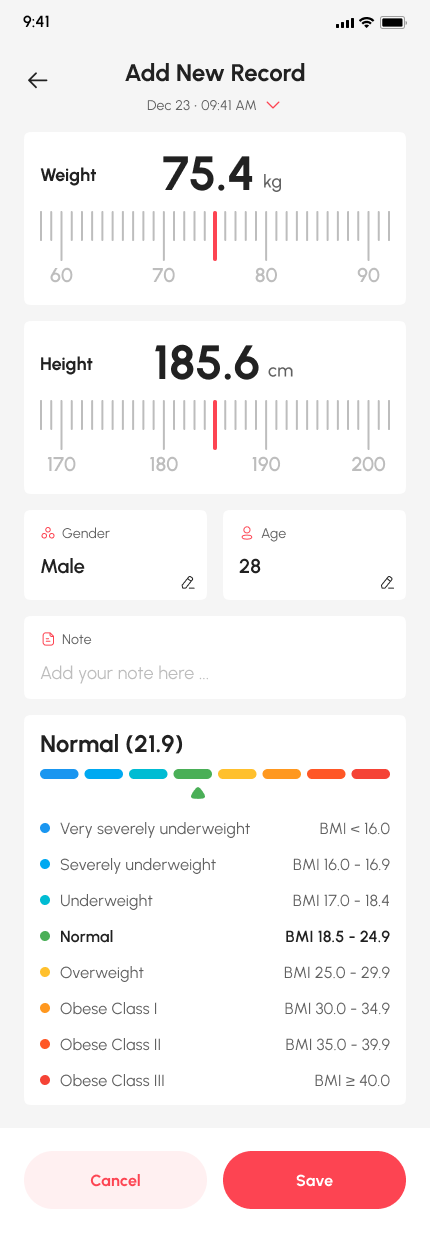 9:41
Add New Record
Dec 23 · 09:41 AM
Weight 75.4 kg
60 70 80 90
Height 185.6 cm
170 180 190 200
Gender
Male
Age
28
Note
Add your note here ...
Normal (21.9)
Very severely underweight BMI < 16.0
Severely underweight BMI 16.0 - 16.9
Underweight BMI 17.0 - 18.4
Normal BMI 18.5 - 24.9
Overweight BMI 25.0 - 29.9
Obese Class I BMI 30.0 - 34.9
Obese Class II BMI 35.0 - 39.9
Obese Class III BMI ≥ 40.0
Cancel Save